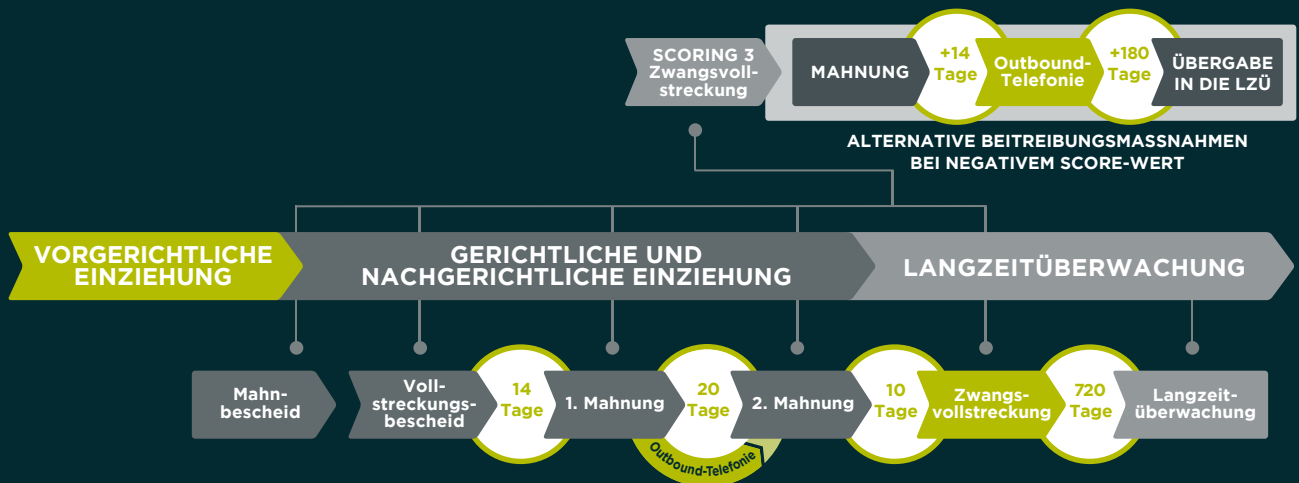 SCORING 3
Zwangsvoll-
streckung
MAHNUNG
+14
Tage
Outbound-
Telefonie
+180
Tage
ÜBERGABE
IN DIE LZÜ
ALTERNATIVE BEITREIBUNGSMASSNAHMEN
BEI NEGATIVEM SCORE-WERT
VORGERICHTLICHE
EINZIEHUNG
GERICHTLICHE UND
NACHGERICHTLICHE EINZIEHUNG
LANGZEITÜBERWACHUNG
Mahn-
bescheid
Voll-
streckungs-
bescheid
14
Tage
1. Mahnung
20
Tage
2. Mahnung
10
Tage
Zwangs-
vollstreckung
720
Tage
Langzeit-
überwachung
Outbound-Telefonie